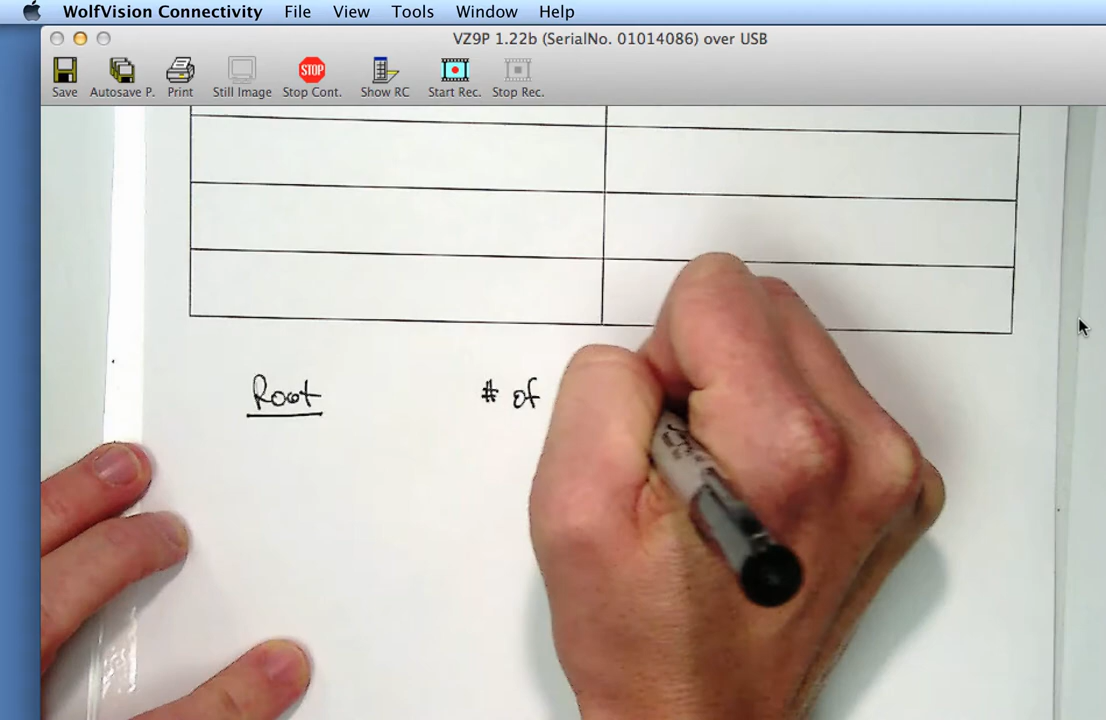 WolfVision Connectivity File View Tools Window Help
VZ9P 1.22b (SerialNo. 01014086) over USB
Save Autosave P. Print Still Image Stop Cont. Show RC Start Rec. Stop Rec.
STOP
Root # of